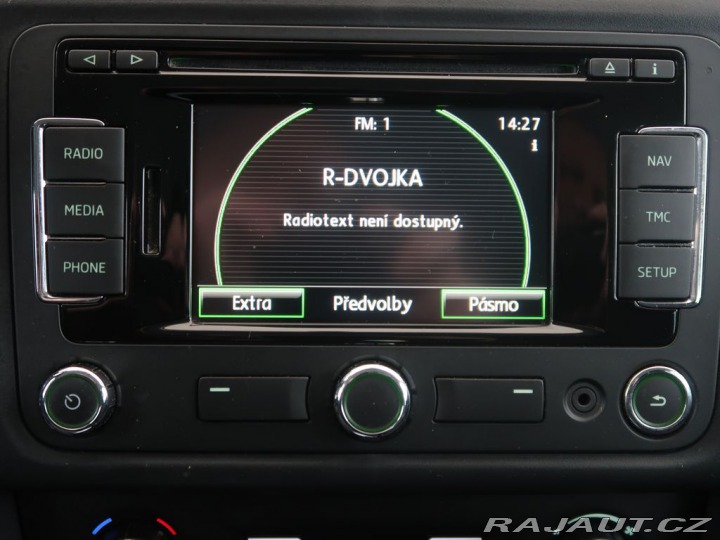 FM: 1
14:27
i
R-DVOJKA
Radiotext není dostupný.
Extra
Předvolby
Pásmo
RADIO
MEDIA
PHONE
NAV
TMC
SETUP
i
RAJAUT.CZ